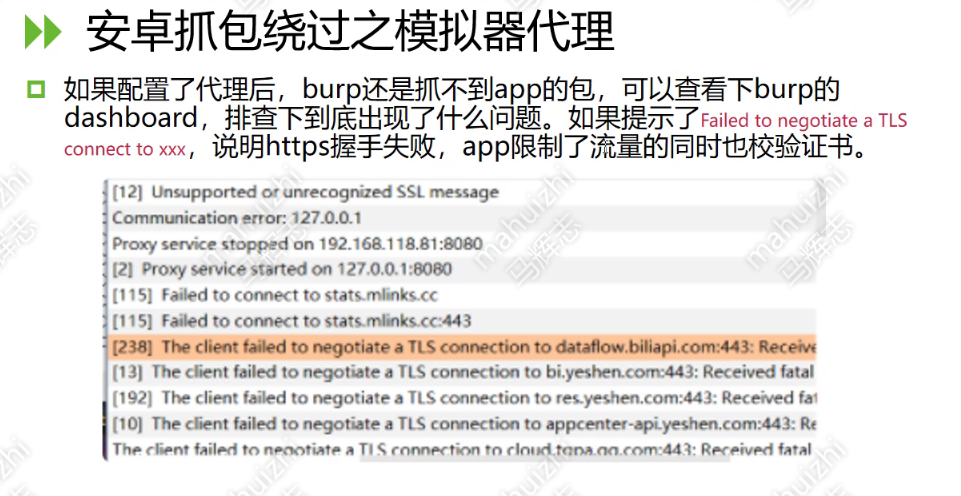 安卓抓包绕过之模拟器代理
如果配置了代理后，burp还是抓不到app的包，可以查看下burp的
dashboard，排查下到底出现了什么问题。如果提示了Failed to negotiate a TLS
connect to xxx，说明https握手失败，app限制了流量的同时也校验证书。
[12] Unsupported or unrecognized SSL message
Communication error: 127.0.0.1
Proxy service stopped on 192.168.118.81:8080
[2] Proxy service started on 127.0.0.1:8080
[115] Failed to connect to stats.mlinks.cc
[115] Failed to connect to stats.mlinks.cc:443
[238] The client failed to negotiate a TLS connection to dataflow.biliapi.com:443: Receive
[13] The client failed to negotiate a TLS connection to bi.yeshen.com:443: Received fatal
[192] The client failed to negotiate a TLS connection to res.yeshen.com:443: Received fat
[10] The client failed to negotiate a TLS connection to appcenter-api.yeshen.com:443: Re
The client failed to negotiate a TLS connection to cloud.tgpa.qq.com:443: Received fatal
mahuizhi
马辉志